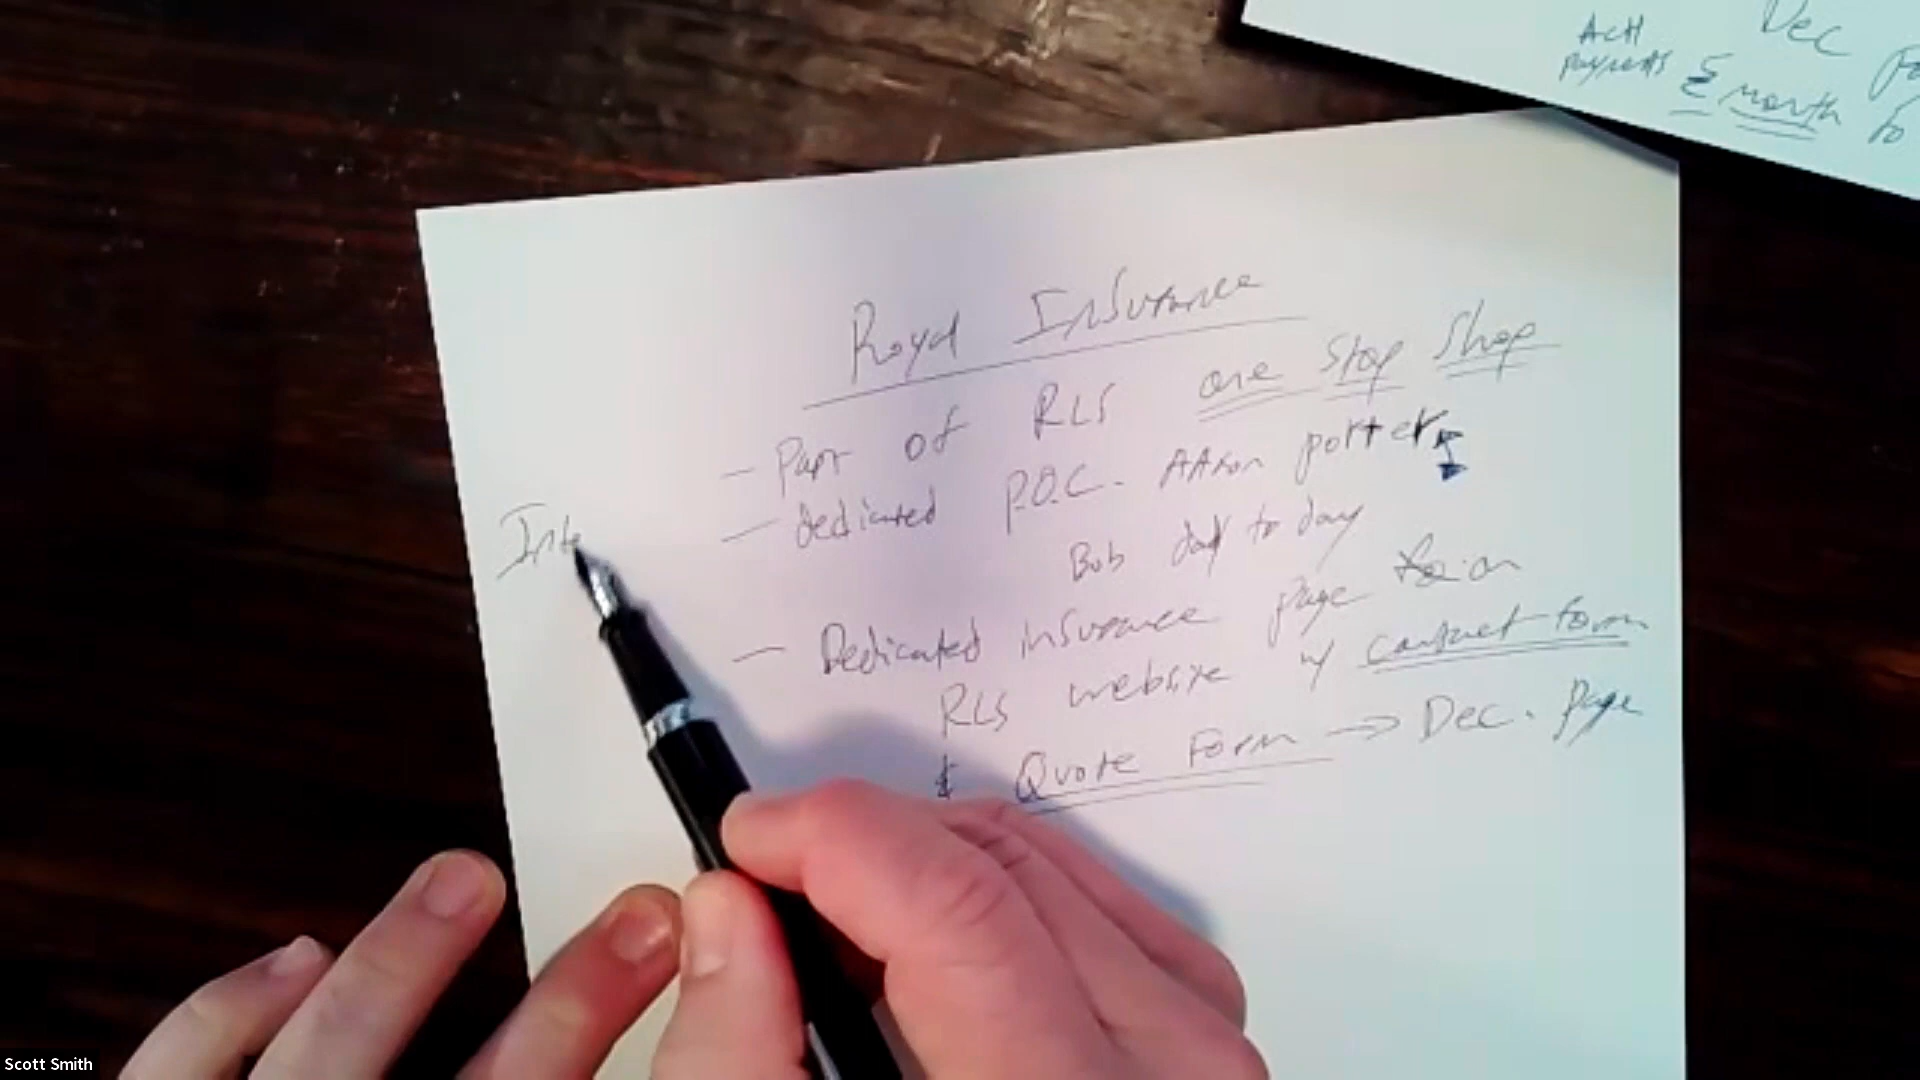 ACH
payments
Dec
& month
Royal Insurance
- Part of RLS one stop shop
- dedicated P.O.C. AAron porter
Bob day to day
- Dedicated insurance page on
RLS website w/ contact form
& Quote Form → Dec. Page
Inte
Scott Smith